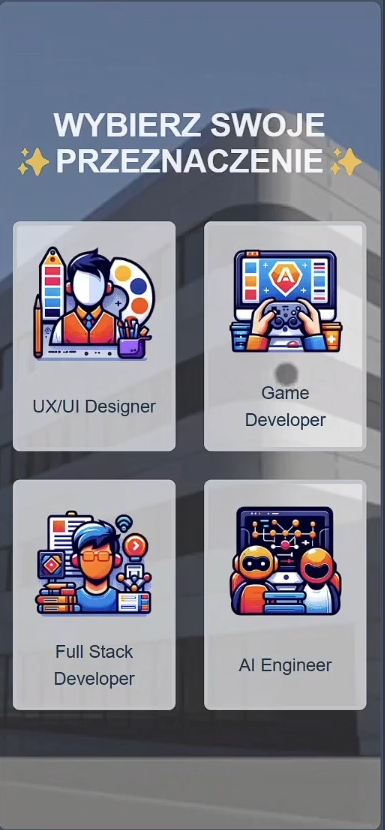 WYBIERZ SWOJE
✨PRZEZNACZENIE✨
UX/UI Designer
Game
Developer
Full Stack
Developer
AI Engineer